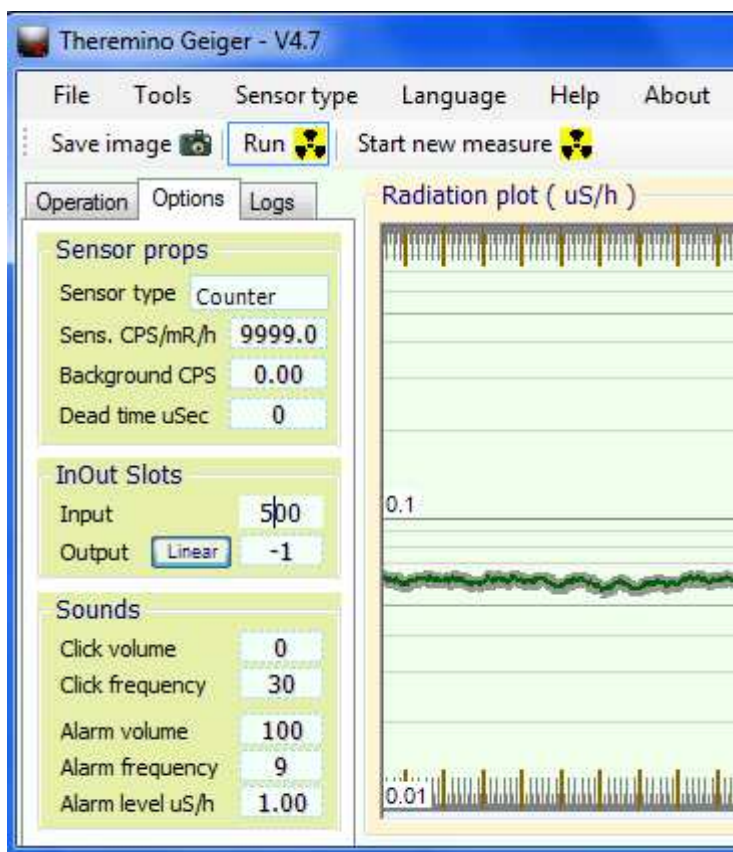 Theremino Geiger - V4.7
File Tools Sensor type Language Help About
Save image Run Start new measure
Operation Options Logs
Sensor props
Sensor type Counter
Sens. CPS/mR/h 9999.0
Background CPS 0.00
Dead time uSec 0
InOut Slots
Input 500
Output Linear -1
Sounds
Click volume 0
Click frequency 30
Alarm volume 100
Alarm frequency 9
Alarm level uS/h 1.00
Radiation plot ( uS/h )
0.1
0.01